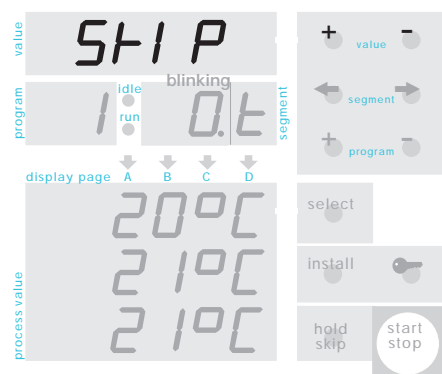 value
SHIP
+ -
value
blinking
idle
program
1
0.t
segment
segment
run
+ -
program
display page A B C D
20°C
select
21°C
install
process value
21°C
hold
skip
start
stop